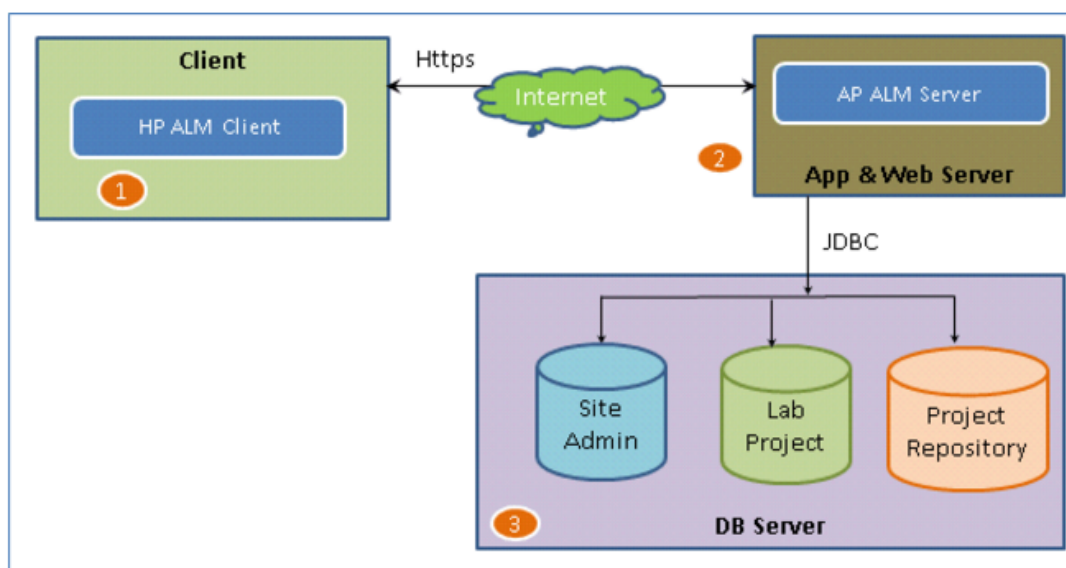 Client
HP ALM Client
1
Https
Internet
AP ALM Server
2
App & Web Server
JDBC
Site
Admin
Lab
Project
Project
Repository
3
DB Server